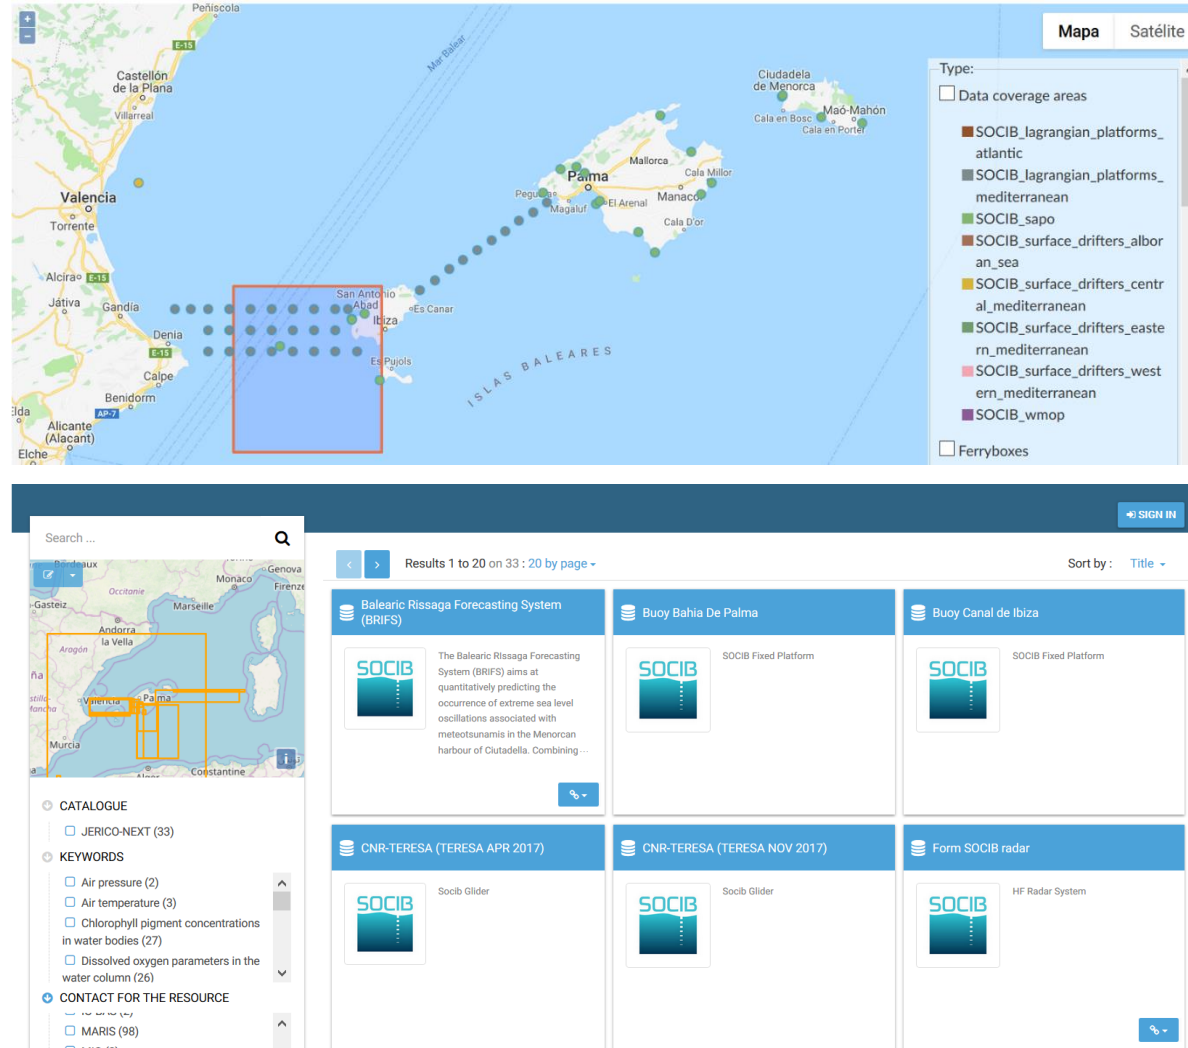 Peñíscola
+
−
E-15
Mar Balear
Mapa
Satélite
Castellón
de la Plana
Villarreal
Ciudadela
de Menorca
Maó-Mahón
Cala en Bosc
Cala en Porter
Type:
Data coverage areas
SOCIB_lagrangian_platforms_
atlantic
SOCIB_lagrangian_platforms_
mediterranean
SOCIB_sapo
SOCIB_surface_drifters_albor
an_sea
SOCIB_surface_drifters_centr
al_mediterranean
SOCIB_surface_drifters_easte
rn_mediterranean
SOCIB_surface_drifters_west
ern_mediterranean
SOCIB_wmop
Ferryboxes
Mallorca
Palma
Cala Millor
Manacor
Magaluf
El Arenal
Cala D'or
Valencia
Torrente
Alcira
E-15
Játiva
Gandía
San Antonio
Abad
Es Canar
Ibiza
Denia
E-15
Es Pujols
Calpe
ISLAS BALEARES
Benidorm
AP-7
Elda
Alicante
(Alacant)
Elche
SIGN IN
Search ...
Results 1 to 20 on 33 : 20 by page
Sort by : Title
Bordeaux
Genova
Monaco
Firenze
Occitanie
-Gasteiz
Marseille
Andorra
la Vella
Aragón
Valencia
Palma
Murcia
Constantine
i
Balearic Rissaga Forecasting System
(BRIFS)
SOCIB
The Balearic RIssaga Forecasting
System (BRIFS) aims at
quantitatively predicting the
occurrence of extreme sea level
oscillations associated with
meteotsunamis in the Menorcan
harbour of Ciutadella. Combining ...
Buoy Bahia De Palma
SOCIB
SOCIB Fixed Platform
Buoy Canal de Ibiza
SOCIB
SOCIB Fixed Platform
CATALOGUE
JERICO-NEXT (33)
KEYWORDS
Air pressure (2)
Air temperature (3)
Chlorophyll pigment concentrations
in water bodies (27)
Dissolved oxygen parameters in the
water column (26)
CONTACT FOR THE RESOURCE
MARIS (98)
CNR-TERESA (TERESA APR 2017)
SOCIB
Socib Glider
CNR-TERESA (TERESA NOV 2017)
SOCIB
Socib Glider
Form SOCIB radar
SOCIB
HF Radar System